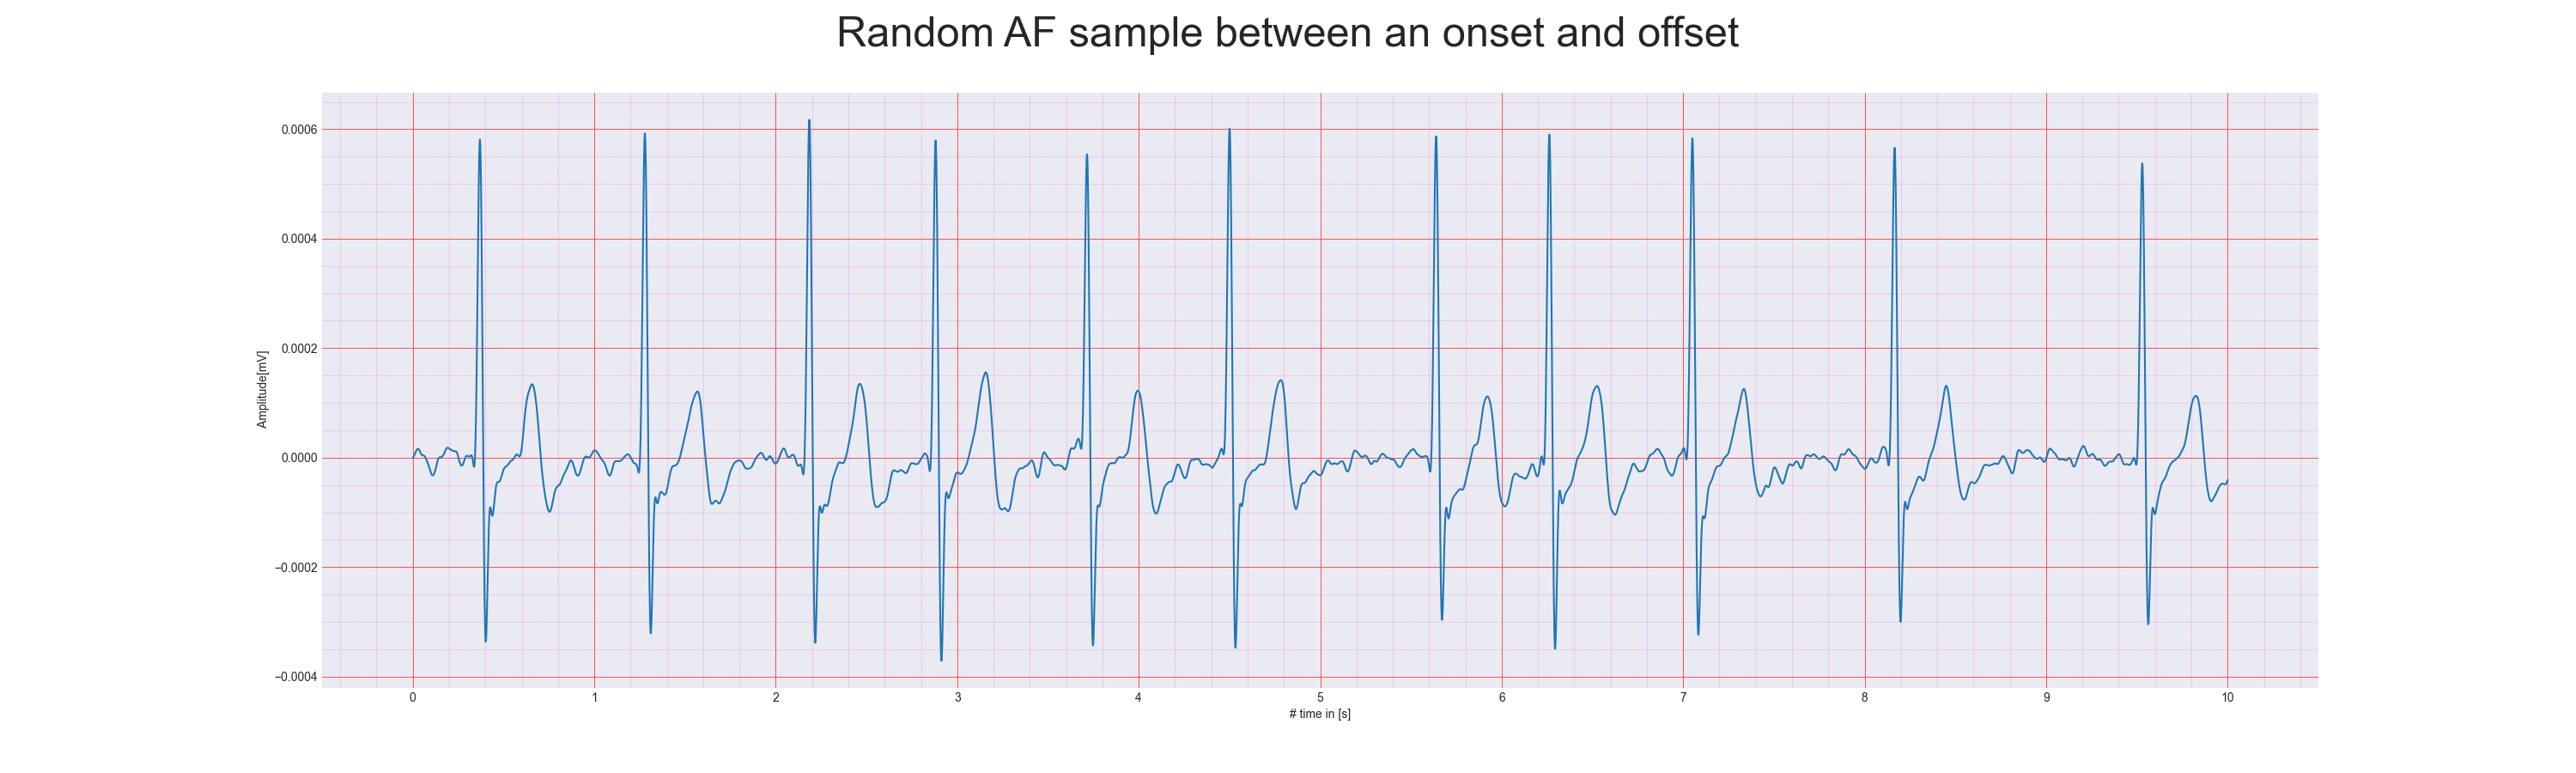 Random AF sample between an onset and offset
0.0006
0.0004
0.0002
0.0000
−0.0002
−0.0004
Amplitude[mV]
0 1 2 3 4 5 6 7 8 9 10
# time in [s]